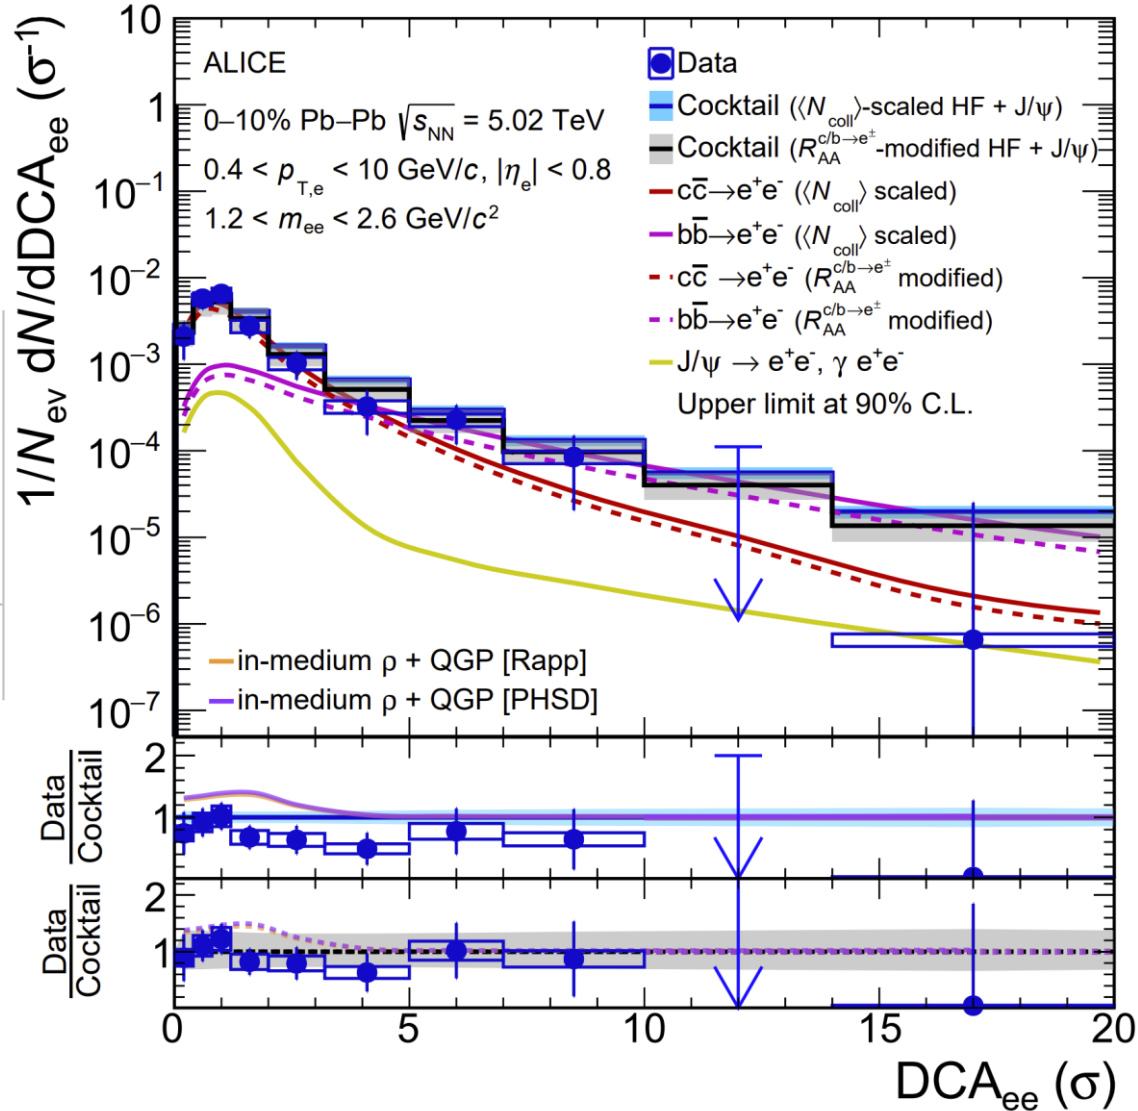 1/N_ev dN/dDCA_ee (σ⁻¹)
10
1
10⁻¹
10⁻²
10⁻³
10⁻⁴
10⁻⁵
10⁻⁶
10⁻⁷
ALICE
0–10% Pb–Pb √s_NN = 5.02 TeV
0.4 < p_T,e < 10 GeV/c, |η_e| < 0.8
1.2 < m_ee < 2.6 GeV/c²
Data
Cocktail (⟨N_coll⟩-scaled HF + J/ψ)
Cocktail (R_AA^c/b→e±-modified HF + J/ψ)
cc̅→e⁺e⁻ (⟨N_coll⟩ scaled)
bb̅→e⁺e⁻ (⟨N_coll⟩ scaled)
cc̅ →e⁺e⁻ (R_AA^c/b→e± modified)
bb̅→e⁺e⁻ (R_AA^c/b→e± modified)
J/ψ → e⁺e⁻, γ e⁺e⁻
Upper limit at 90% C.L.
in-medium ρ + QGP [Rapp]
in-medium ρ + QGP [PHSD]
Data
Cocktail
2
1
Data
Cocktail
2
1
0 5 10 15 20
DCA_ee (σ)